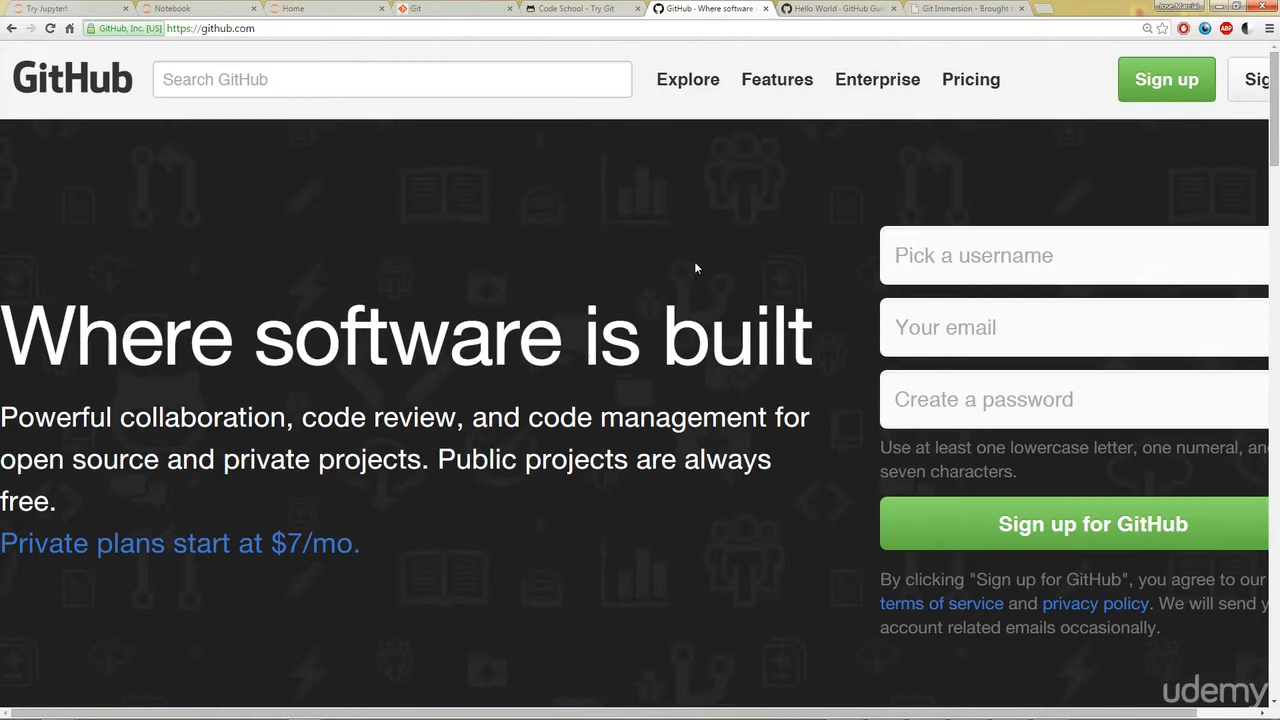 Try Jupyter!
Notebook
Home
Git
Code School - Try Git
GitHub · Where software
Hello World · GitHub Gui
Git Immersion - Brought t
Jose Marcial
GitHub, Inc. [US]
https://github.com
ABP
GitHub
Search GitHub
Explore
Features
Enterprise
Pricing
Sign up
Sig
Pick a username
Your email
Where software is built
Create a password
Powerful collaboration, code review, and code management for
open source and private projects. Public projects are always
free.
Private plans start at $7/mo.
Use at least one lowercase letter, one numeral, and
seven characters.
Sign up for GitHub
By clicking "Sign up for GitHub", you agree to our
terms of service and privacy policy. We will send y
account related emails occasionally.
udemy